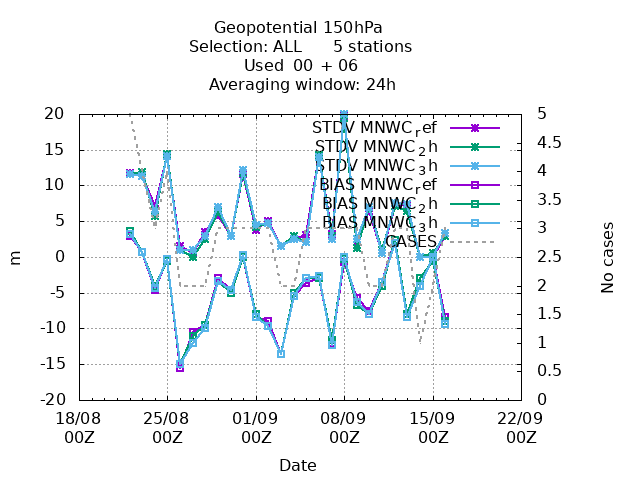 Geopotential 150hPa
Selection: ALL 5 stations
Used 00 + 06
Averaging window: 24h
20 5
STDV MNWC_ref
4.5
15 STDV MNWC_2h
4
STDV MNWC_3h
10 BIAS MNWC_ref
3.5
BIAS MNWC_2h
5 BIAS MNWC_3h
3
CASES
0 2.5
-5 2
-10 1.5
1
-15
0.5
-20 0
m
No cases
18/08 25/08 01/09 08/09 15/09 22/09
00Z 00Z 00Z 00Z 00Z 00Z
Date